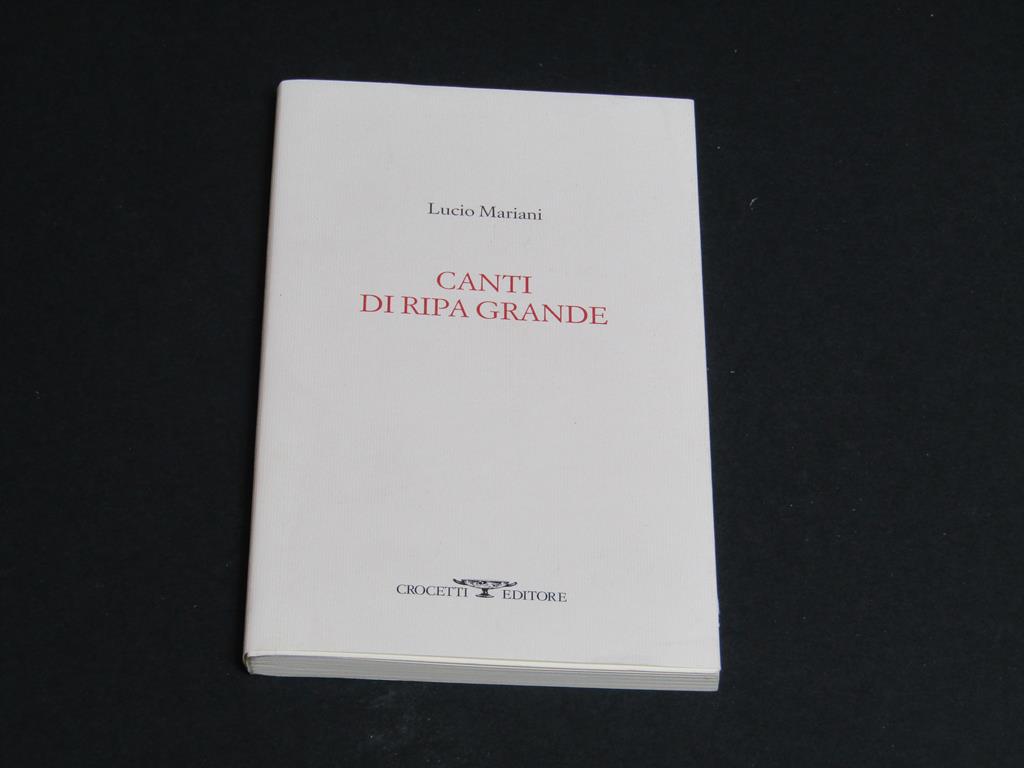 Lucio Mariani
CANTI
DI RIPA GRANDE
CROCETTI EDITORE